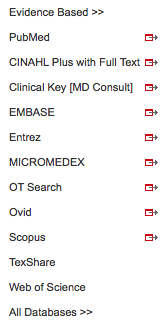 Evidence Based >>
PubMed
CINAHL Plus with Full Text
Clinical Key [MD Consult]
EMBASE
Entrez
MICROMEDEX
OT Search
Ovid
Scopus
TexShare
Web of Science
All Databases >>